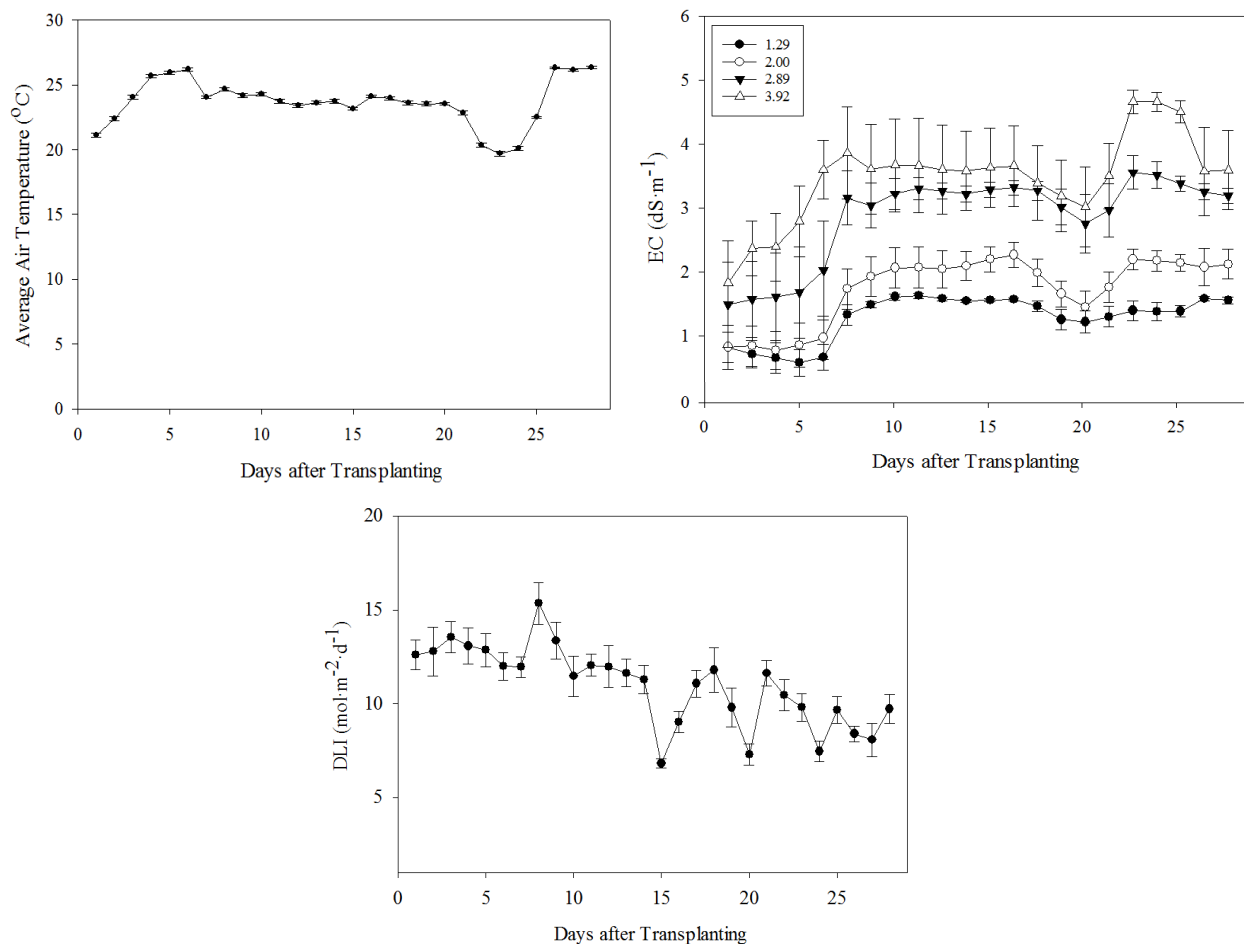 30
25
20
15
10
5
0
Average Air Temperature (°C)
0 5 10 15 20 25
Days after Transplanting
6
5
4
3
2
1
0
EC (dS·m⁻¹)
1.29
2.00
2.89
3.92
0 5 10 15 20 25
Days after Transplanting
20
15
10
5
DLI (mol·m⁻²·d⁻¹)
0 5 10 15 20 25
Days after Transplanting